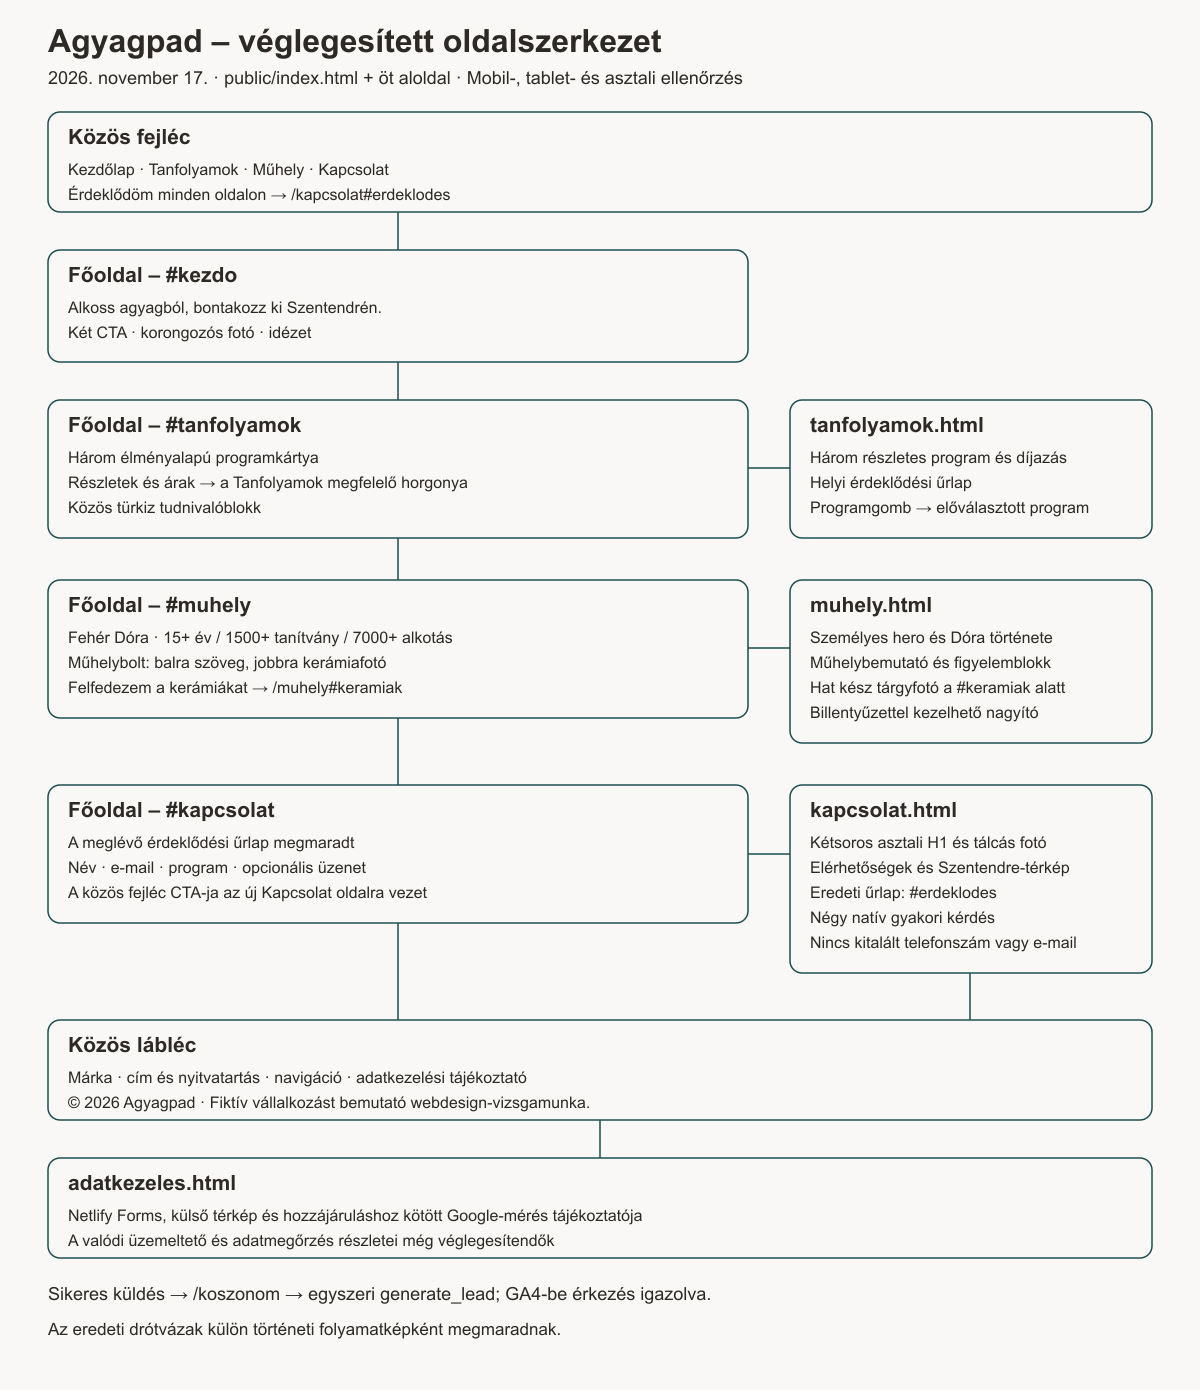 Agyagpad – véglegesített oldalszerkezet
2026. november 17. · public/index.html + öt aloldal · Mobil-, tablet- és asztali ellenőrzés
Közös fejléc
Kezdőlap · Tanfolyamok · Műhely · Kapcsolat
Érdeklődöm minden oldalon → /kapcsolat#erdeklodes
Főoldal – #kezdo
Alkoss agyagból, bontakozz ki Szentendrén.
Két CTA · korongozós fotó · idézet
Főoldal – #tanfolyamok
Három élményalapú programkártya
Részletek és árak → a Tanfolyamok megfelelő horgonya
Közös türkiz tudnivalóblokk
tanfolyamok.html
Három részletes program és díjazás
Helyi érdeklődési űrlap
Programgomb → előválasztott program
Főoldal – #muhely
Fehér Dóra · 15+ év / 1500+ tanítvány / 7000+ alkotás
Műhelybolt: balra szöveg, jobbra kerámiafotó
Felfedezem a kerámiákat → /muhely#keramiak
muhely.html
Személyes hero és Dóra története
Műhelybemutató és figyelemblokk
Hat kész tárgyfotó a #keramiak alatt
Billentyűzettel kezelhető nagyító
Főoldal – #kapcsolat
A meglévő érdeklődési űrlap megmaradt
Név · e-mail · program · opcionális üzenet
A közös fejléc CTA-ja az új Kapcsolat oldalra vezet
kapcsolat.html
Kétsoros asztali H1 és tálcás fotó
Elérhetőségek és Szentendre-térkép
Eredeti űrlap: #erdeklodes
Négy natív gyakori kérdés
Nincs kitalált telefonszám vagy e-mail
Közös lábléc
Márka · cím és nyitvatartás · navigáció · adatkezelési tájékoztató
© 2026 Agyagpad · Fiktív vállalkozást bemutató webdesign-vizsgamunka.
adatkezeles.html
Netlify Forms, külső térkép és hozzájáruláshoz kötött Google-mérés tájékoztatója
A valódi üzemeltető és adatmegőrzés részletei még véglegesítendők
Sikeres küldés → /koszonom → egyszeri generate_lead; GA4-be érkezés igazolva.
Az eredeti drótvázak külön történeti folyamatképként megmaradnak.